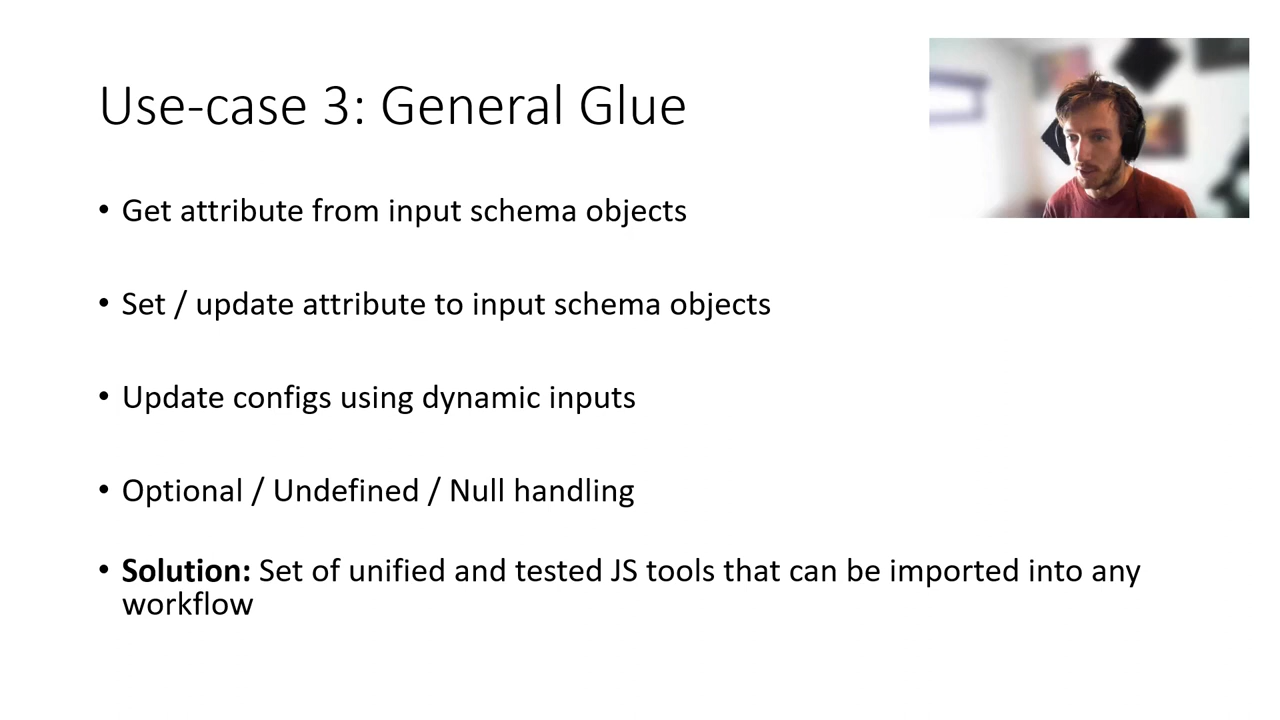 Use-case 3: General Glue
• Get attribute from input schema objects
• Set / update attribute to input schema objects
• Update configs using dynamic inputs
• Optional / Undefined / Null handling
• Solution: Set of unified and tested JS tools that can be imported into any
workflow